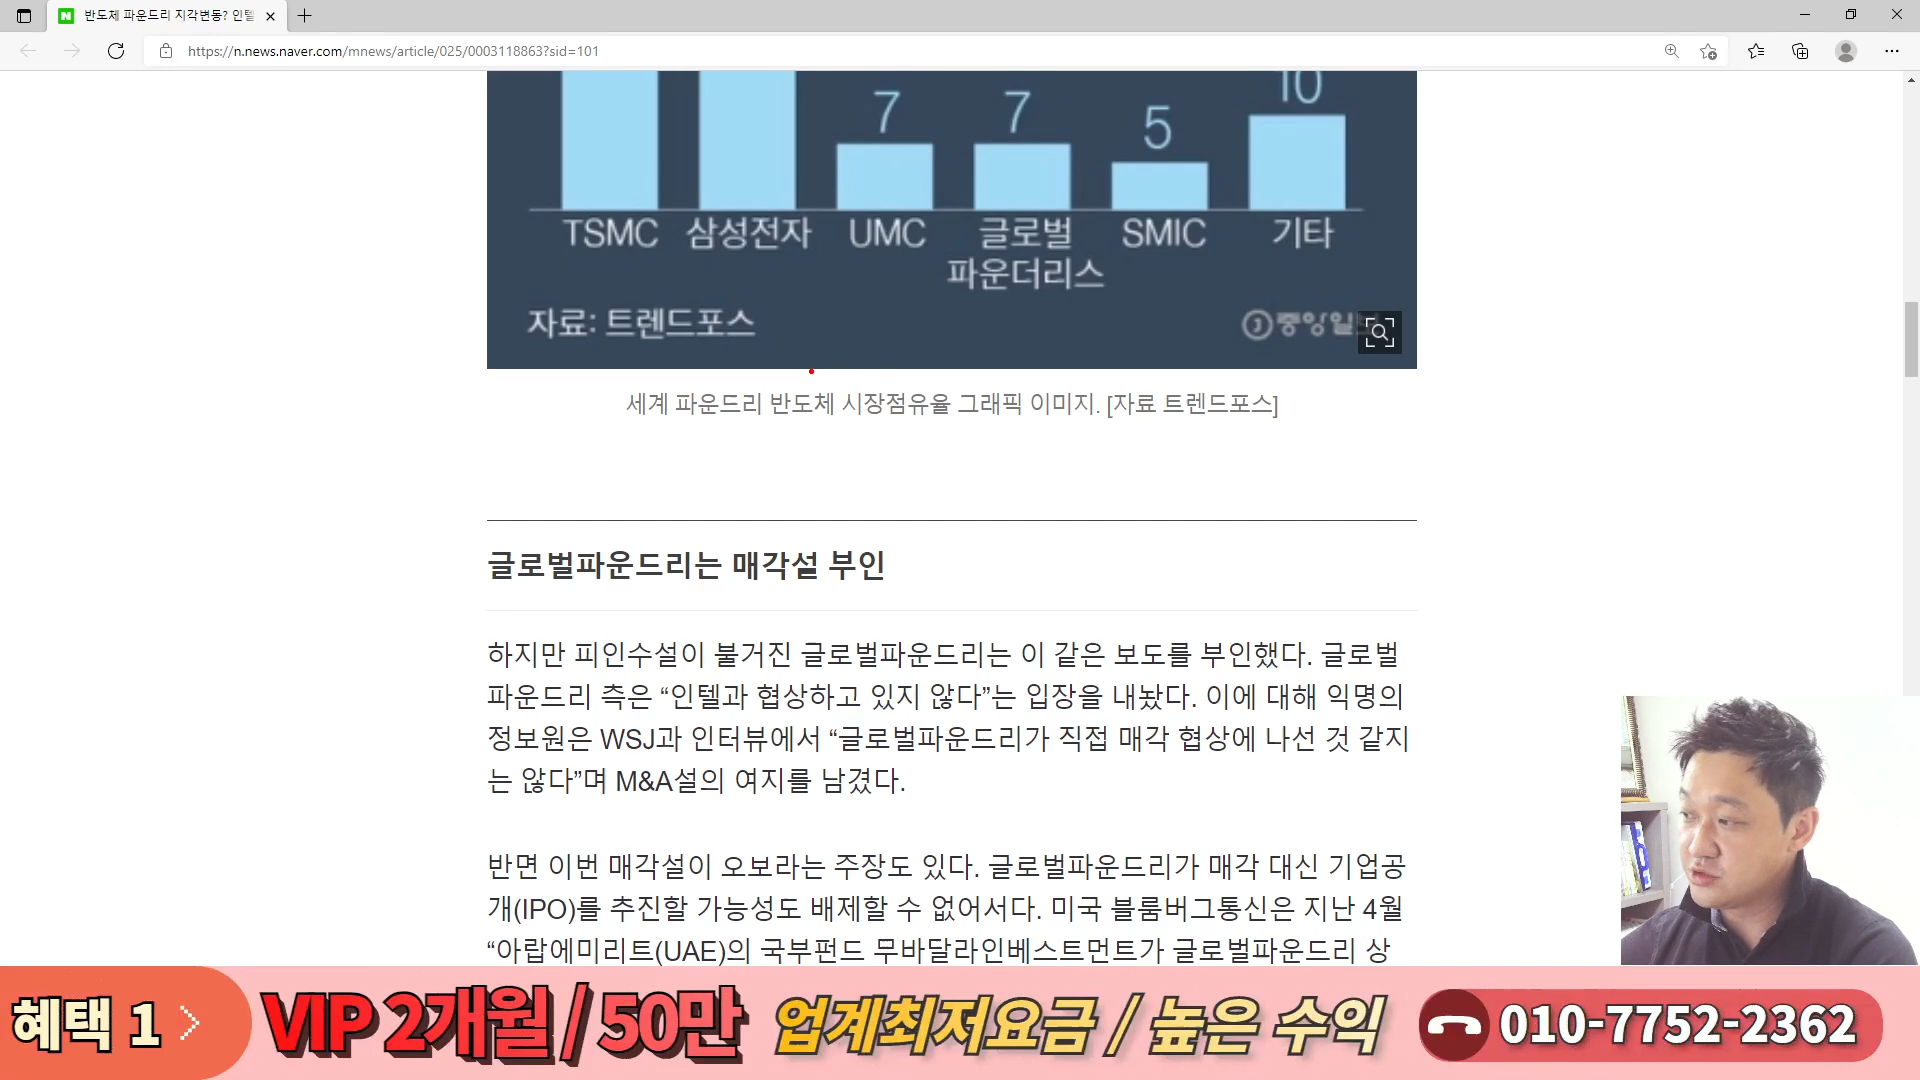 반도체 파운드리 지각변동? 인텔
https://n.news.naver.com/mnews/article/025/0003118863?sid=101
7
7
5
10
TSMC
삼성전자
UMC
글로벌
파운더리스
SMIC
기타
자료: 트렌드포스
중앙일보
세계 파운드리 반도체 시장점유율 그래픽 이미지. [자료 트렌드포스]
글로벌파운드리는 매각설 부인
하지만 피인수설이 불거진 글로벌파운드리는 이 같은 보도를 부인했다. 글로벌
파운드리 측은 “인텔과 협상하고 있지 않다”는 입장을 내놨다. 이에 대해 익명의
정보원은 WSJ과 인터뷰에서 “글로벌파운드리가 직접 매각 협상에 나선 것 같지
는 않다”며 M&A설의 여지를 남겼다.
반면 이번 매각설이 오보라는 주장도 있다. 글로벌파운드리가 매각 대신 기업공
개(IPO)를 추진할 가능성도 배제할 수 없어서다. 미국 블룸버그통신은 지난 4월
“아랍에미리트(UAE)의 국부펀드 무바달라인베스트먼트가 글로벌파운드리 상
혜택 1
VIP 2개월 / 50만
업계최저요금 / 높은 수익
010-7752-2362